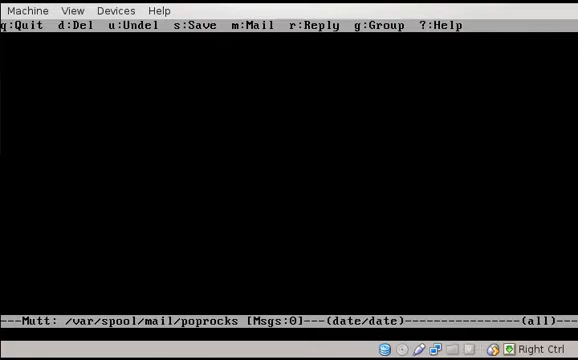 Machine View Devices Help
q:Quit d:Del u:Undel s:Save m:Mail r:Reply g:Group ?:Help
---Mutt: /var/spool/mail/poprocks [Msgs:0]---(date/date)----------------(all)---
Right Ctrl